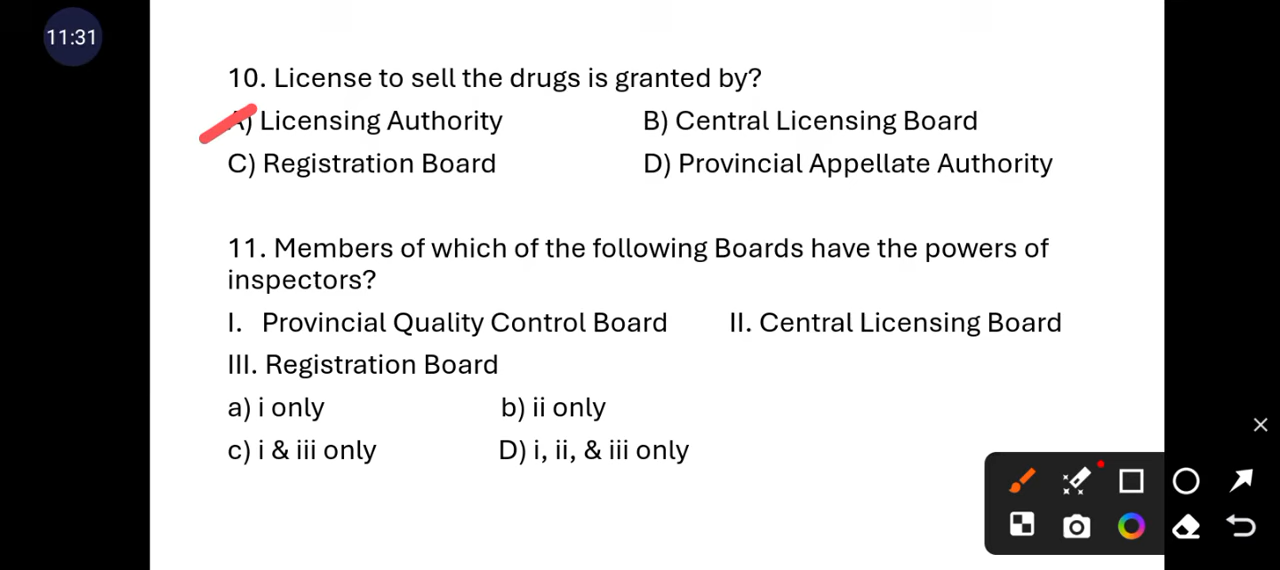 11:31
10. License to sell the drugs is granted by?
A) Licensing Authority B) Central Licensing Board
C) Registration Board D) Provincial Appellate Authority
11. Members of which of the following Boards have the powers of
inspectors?
I. Provincial Quality Control Board II. Central Licensing Board
III. Registration Board
a) i only b) ii only
c) i & iii only D) i, ii, & iii only